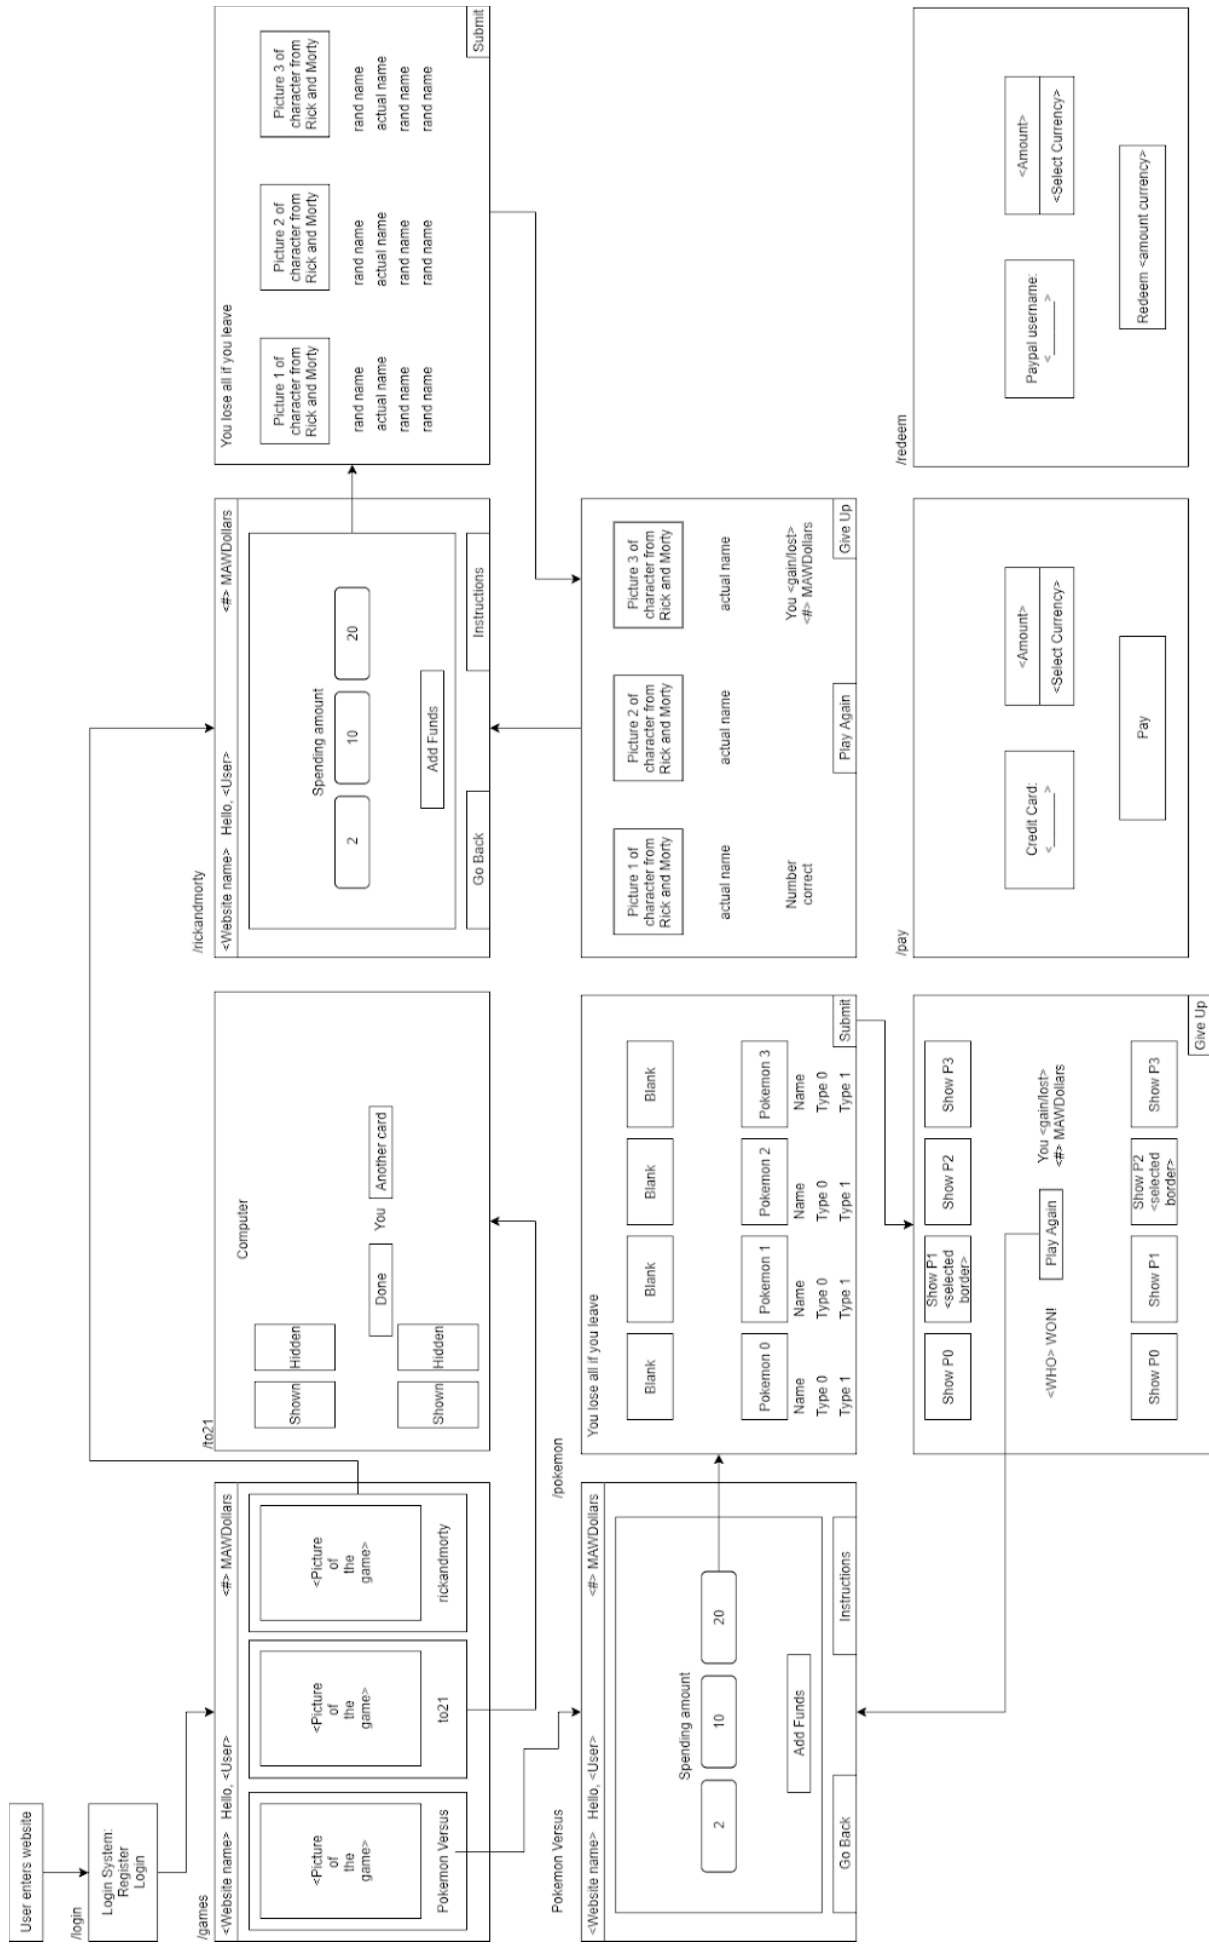 User enters website
/login
Login System:
Register
Login
/games
<Website name> Hello, <User>
<#> MAWDollars
<Picture
of
the
game>
Pokemon Versus
<Picture
of
the
game>
to21
<Picture
of
the
game>
rickandmorty
/to21
Computer
Shown
Hidden
Done
You
Another card
Shown
Hidden
/rickandmorty
<Website name> Hello, <User>
<#> MAWDollars
Spending amount
2
10
20
Add Funds
Go Back
Instructions
You lose all if you leave
Picture 1 of
character from
Rick and Morty
rand name
actual name
rand name
rand name
Picture 2 of
character from
Rick and Morty
rand name
actual name
rand name
rand name
Picture 3 of
character from
Rick and Morty
rand name
actual name
rand name
rand name
Submit
Pokemon Versus
<Website name> Hello, <User>
<#> MAWDollars
Spending amount
2
10
20
Add Funds
Go Back
Instructions
/pokemon
You lose all if you leave
Blank
Blank
Blank
Blank
Pokemon 0
Name
Type 0
Type 1
Pokemon 1
Name
Type 0
Type 1
Pokemon 2
Name
Type 0
Type 1
Pokemon 3
Name
Type 0
Type 1
Submit
Picture 1 of
character from
Rick and Morty
actual name
Picture 2 of
character from
Rick and Morty
actual name
Picture 3 of
character from
Rick and Morty
actual name
Number
correct
You <gain/lost>
<#> MAWDollars
Play Again
Give Up
Show P0
Show P1
<selected
border>
Show P2
Show P3
<WHO> WON!
Play Again
You <gain/lost>
<#> MAWDollars
Show P0
Show P1
Show P2
<selected
border>
Show P3
Give Up
/pay
Credit Card:
<______>
<Amount>
<Select Currency>
Pay
/redeem
Paypal username:
<______>
<Amount>
<Select Currency>
Redeem <amount currency>